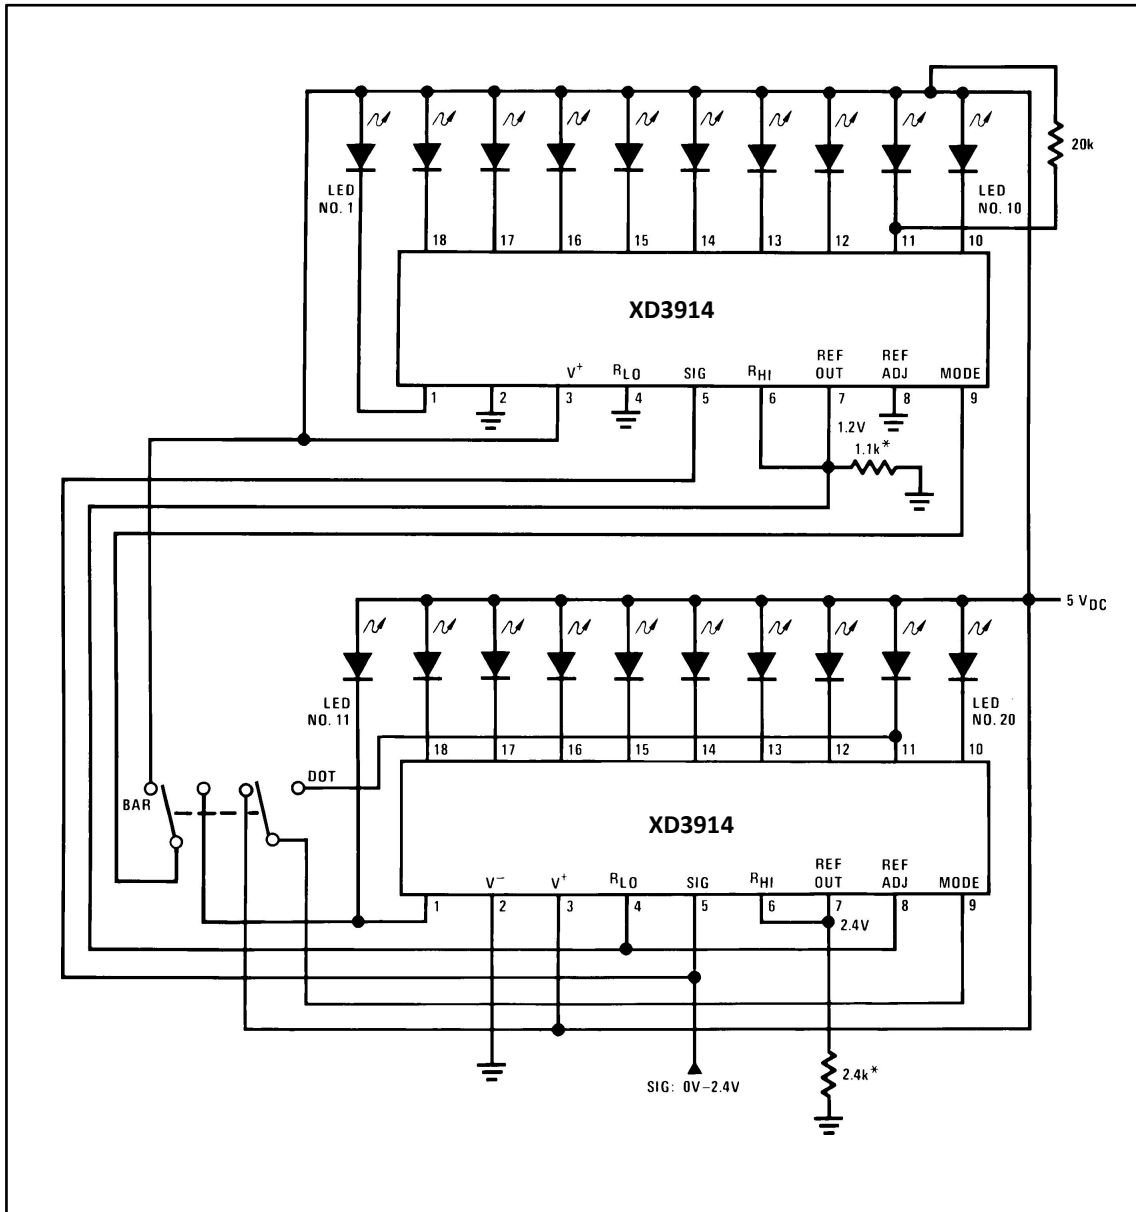 20k
LED
NO. 1
LED
NO. 10
18 17 16 15 14 13 12 11 10
XD3914
V+ RLO SIG RHI REF OUT REF ADJ MODE
1 2 3 4 5 6 7 8 9
1.2V
1.1k*
5 VDC
LED
NO. 11
LED
NO. 20
18 17 16 15 14 13 12 11 10
DOT
BAR
XD3914
V− V+ RLO SIG RHI REF OUT REF ADJ MODE
1 2 3 4 5 6 7 8 9
2.4V
2.4k*
SIG: 0V–2.4V